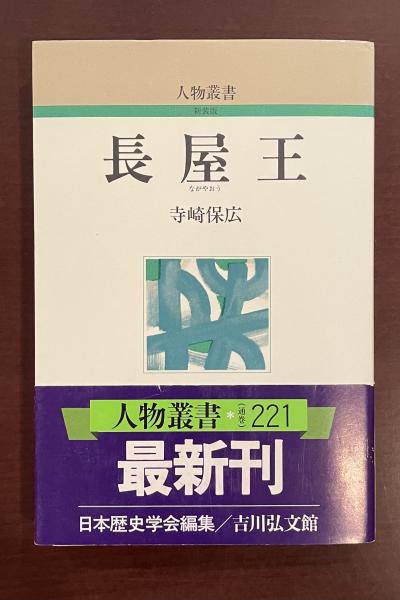 人物叢書
新装版
長屋王
ながやおう
寺崎保広
人物叢書*(通巻)221
最新刊
日本歴史学会編集/吉川弘文館